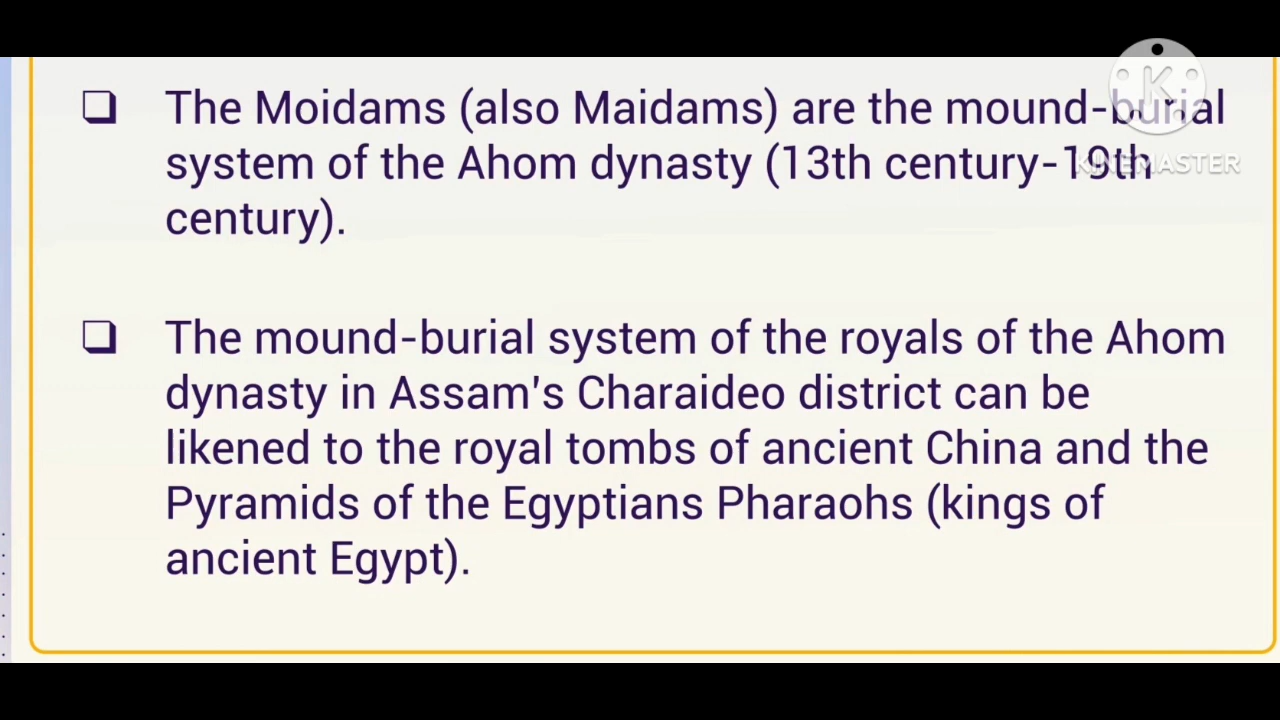 ❑ The Moidams (also Maidams) are the mound-burial
system of the Ahom dynasty (13th century-19th
century).
❑ The mound-burial system of the royals of the Ahom
dynasty in Assam's Charaideo district can be
likened to the royal tombs of ancient China and the
Pyramids of the Egyptians Pharaohs (kings of
ancient Egypt).
K
KINEMASTER